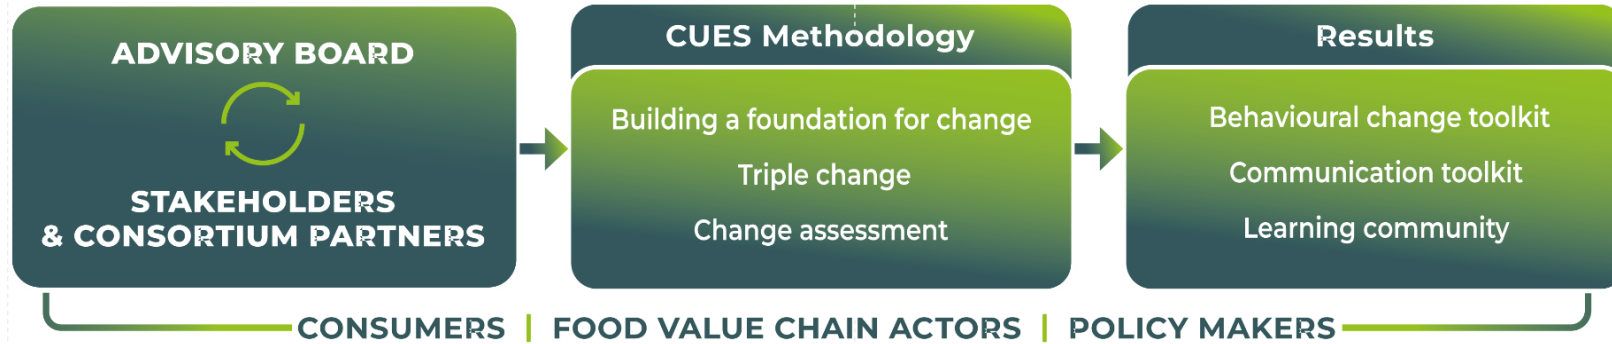 ADVISORY BOARD
STAKEHOLDERS
& CONSORTIUM PARTNERS
CUES Methodology
Building a foundation for change
Triple change
Change assessment
Results
Behavioural change toolkit
Communication toolkit
Learning community
CONSUMERS | FOOD VALUE CHAIN ACTORS | POLICY MAKERS